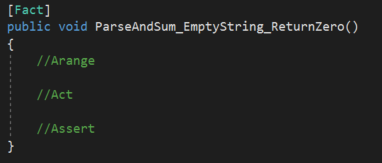 [Fact]
public void ParseAndSum_EmptyString_ReturnZero()
{
//Arange
//Act
//Assert
}